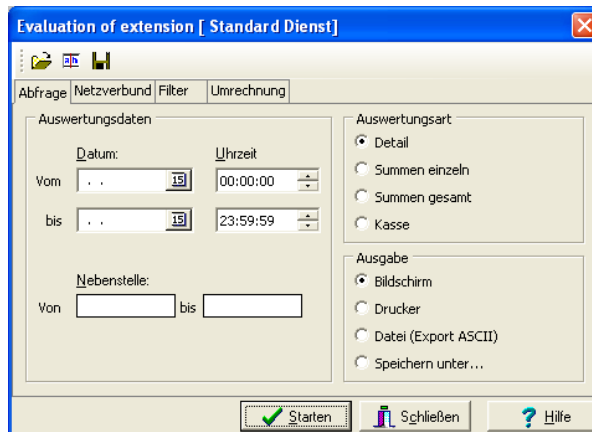 Evaluation of extension [ Standard Dienst]
Abfrage Netzverbund Filter Umrechnung
Auswertungsdaten
Datum: Uhrzeit
Vom . . 15 00:00:00
bis . . 15 23:59:59
Nebenstelle:
Von bis
Auswertungsart
Detail
Summen einzeln
Summen gesamt
Kasse
Ausgabe
Bildschirm
Drucker
Datei (Export ASCII)
Speichern unter...
Starten Schließen ? Hilfe